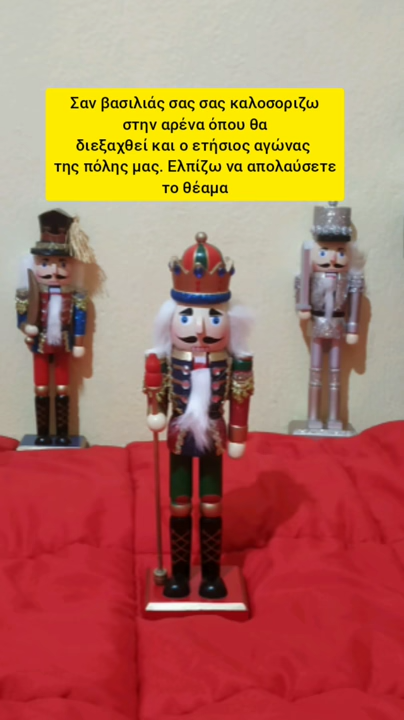 Σαν βασιλιάς σας σας καλοσοριζω
στην αρένα όπου θα
διεξαχθεί και ο ετήσιος αγώνας
της πόλης μας. Ελπίζω να απολαύσετε
το θέαμα